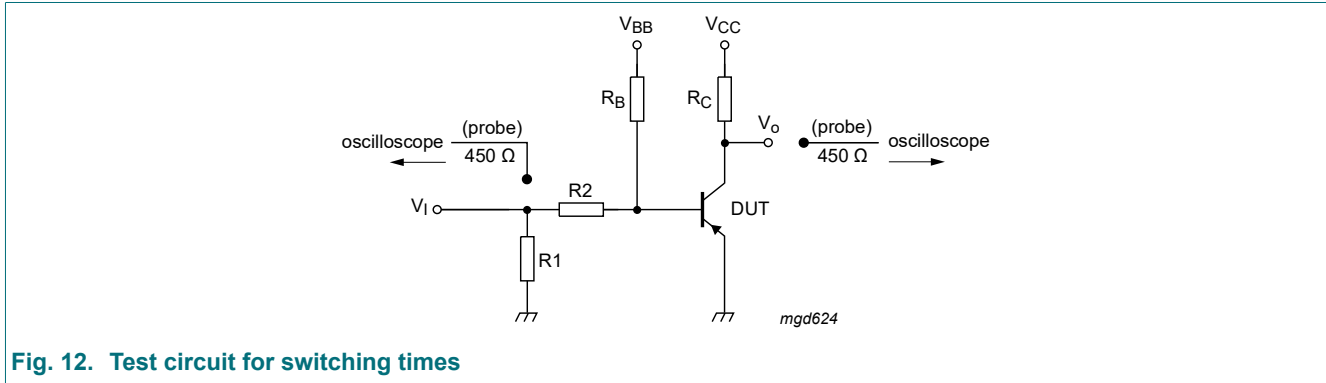 VBB
VCC
RB
RC
Vo
oscilloscope
(probe)
450 Ω
(probe)
450 Ω
oscilloscope
R2
VI
DUT
R1
mgd624
Fig. 12. Test circuit for switching times